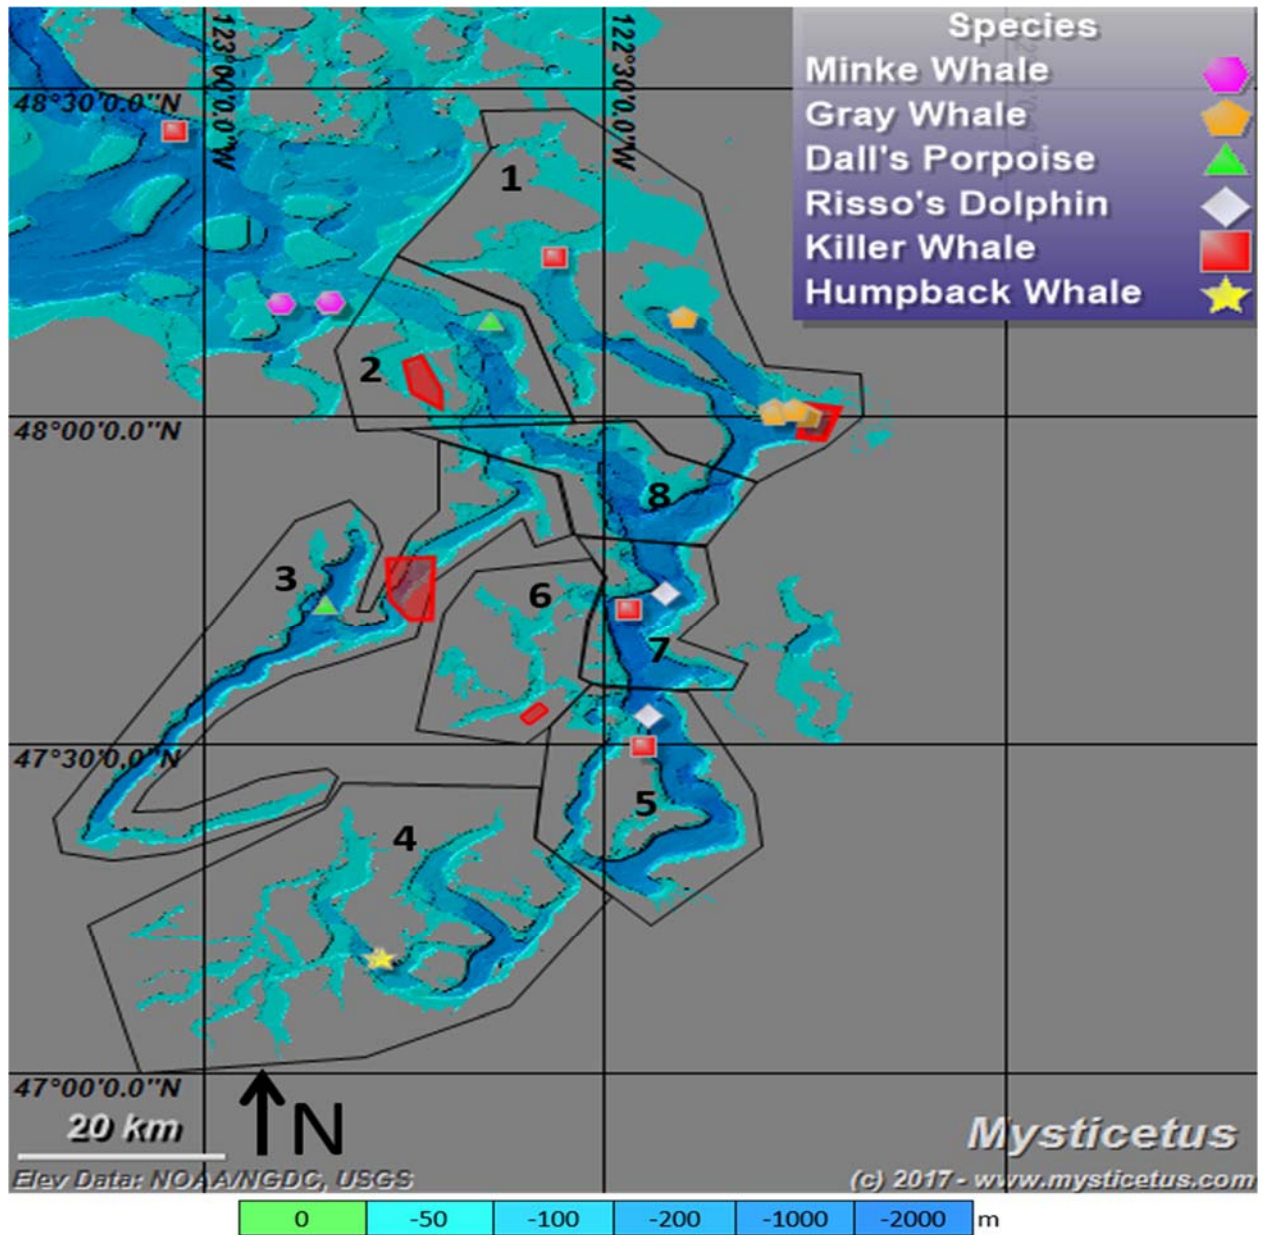 Species
Minke Whale
Gray Whale
Dall's Porpoise
Risso's Dolphin
Killer Whale
Humpback Whale
123°00'0.0"W
122°30'0.0"W
48°30'0.0"N
1
2
48°00'0.0"N
8
3
6
7
47°30'0.0"N
5
4
47°00'0.0"N
N
20 km
Mysticetus
Elev Data: NOAA/NGDC, USGS
(c) 2017 - www.mysticetus.com
0 -50 -100 -200 -1000 -2000 m